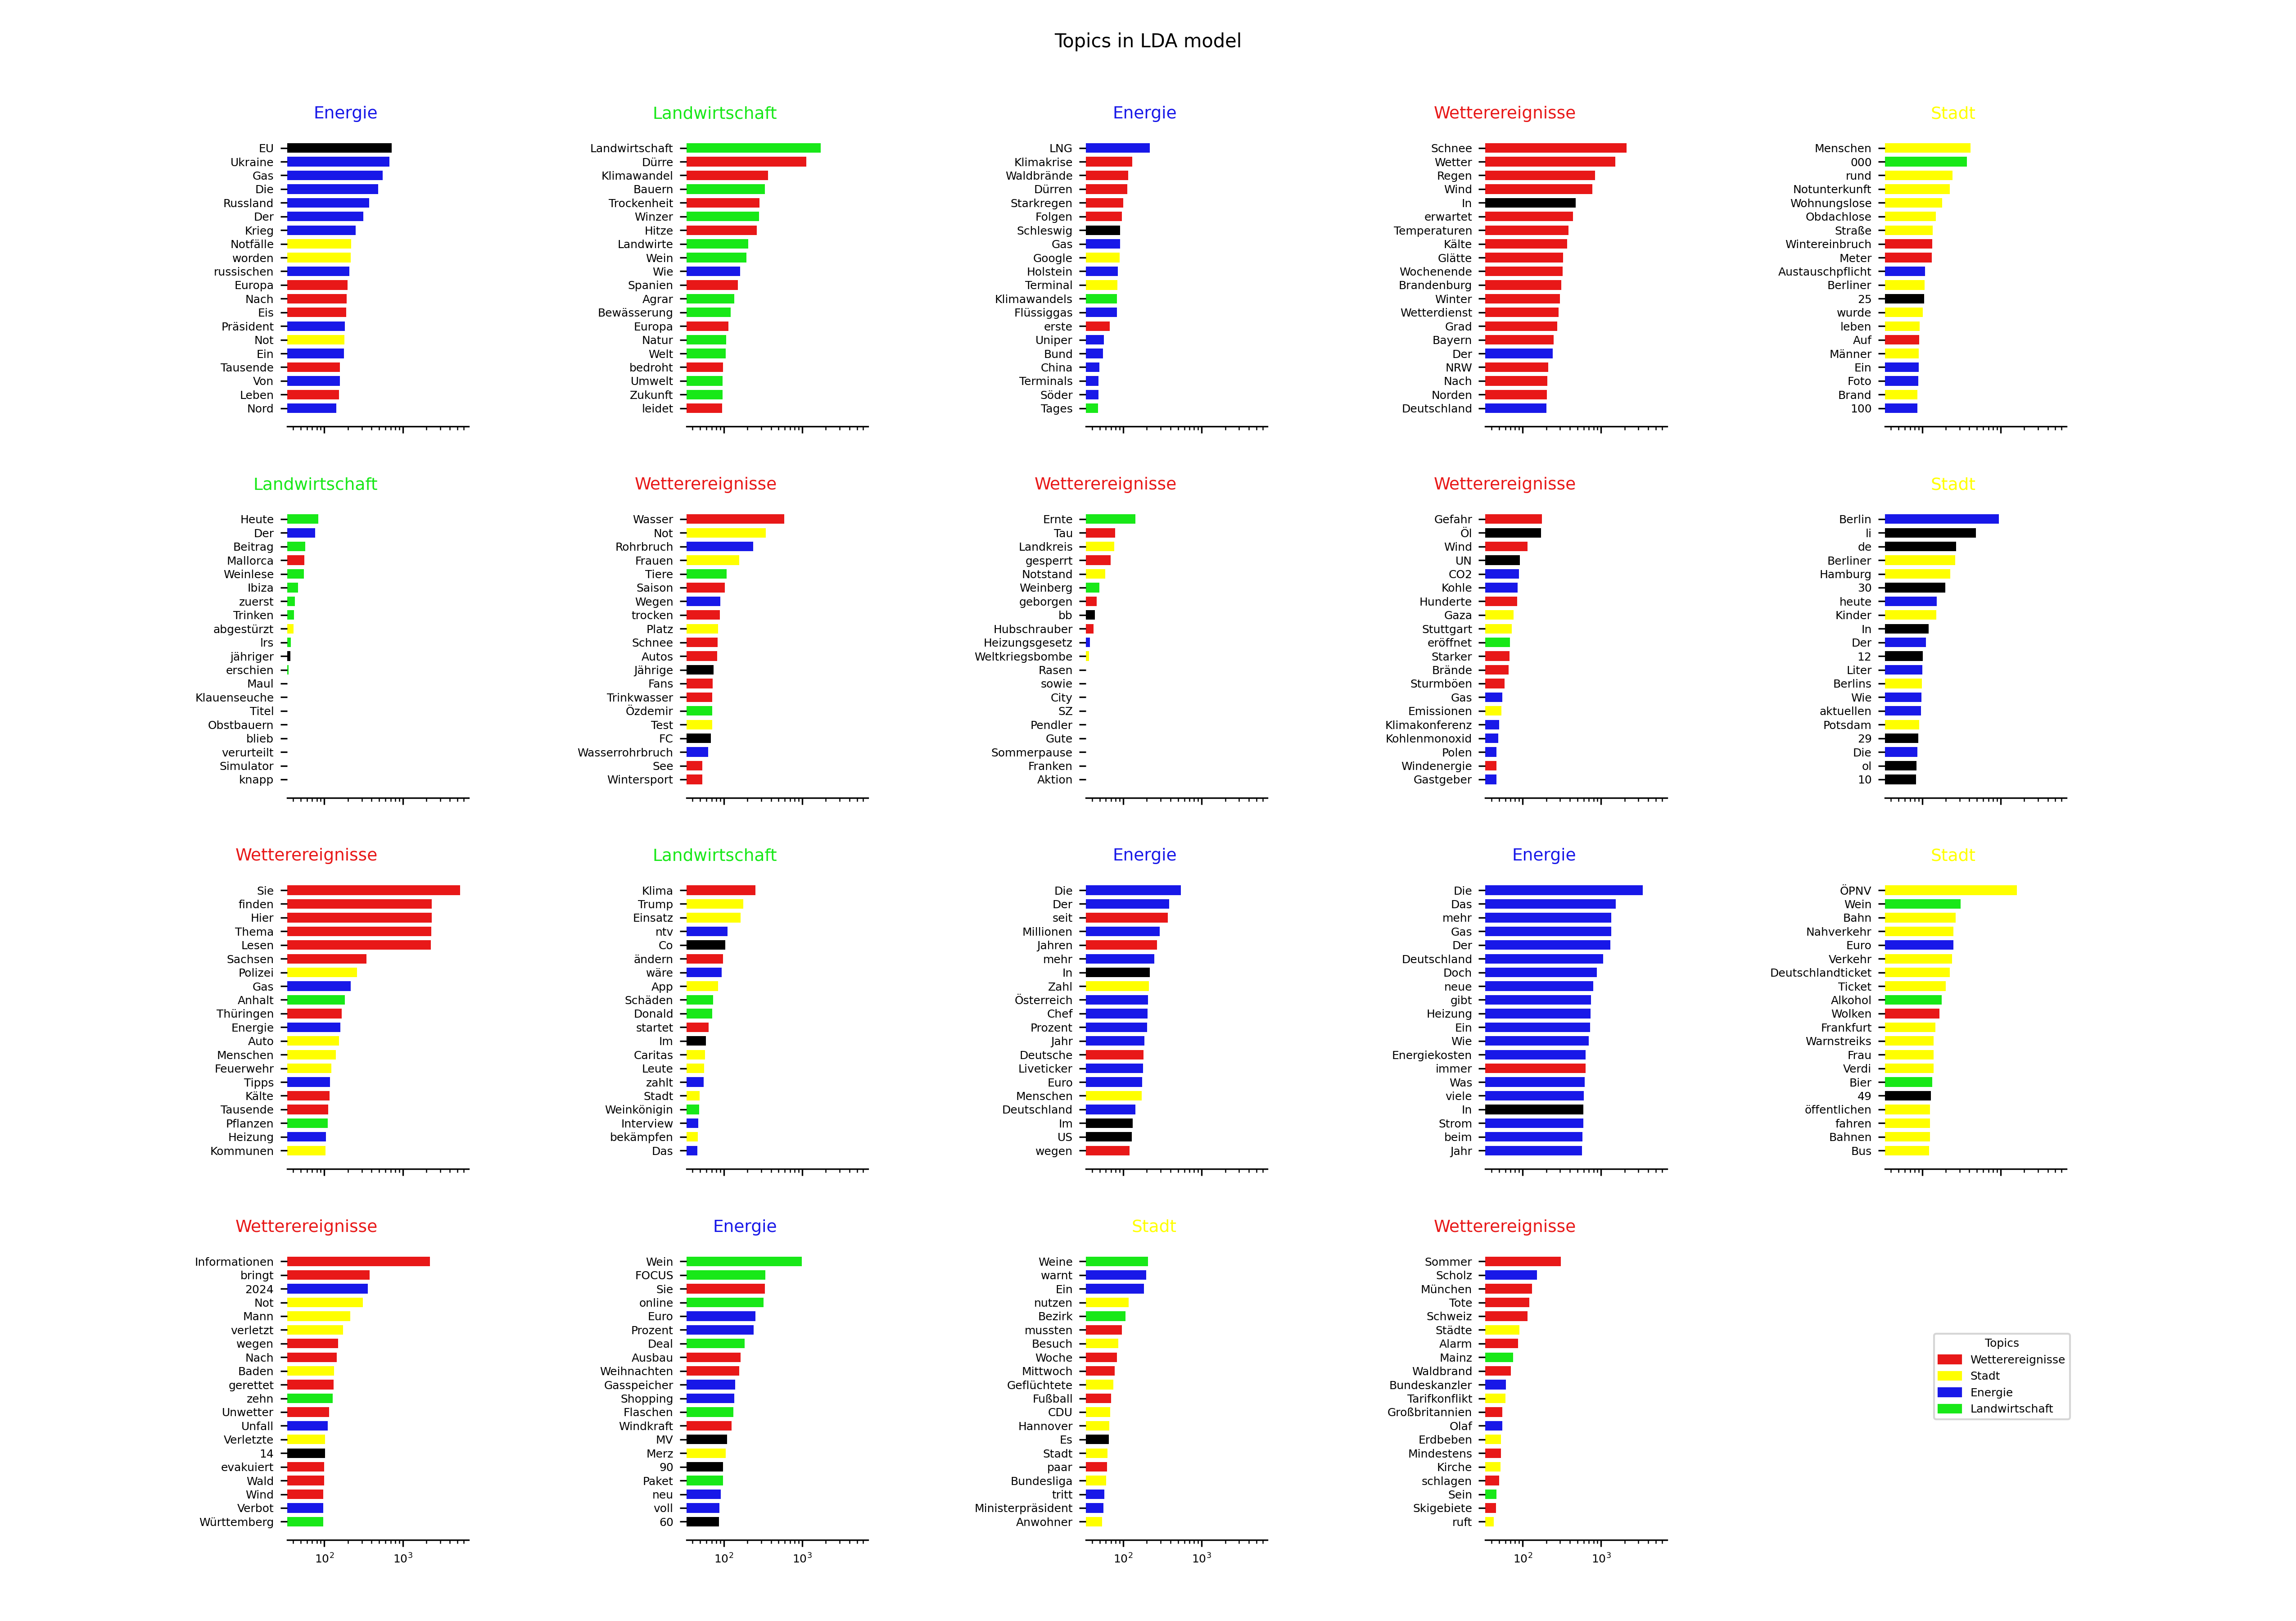 Topics in LDA model
Energie
EU
Ukraine
Gas
Die
Russland
Der
Krieg
Notfälle
worden
russischen
Europa
Nach
Eis
Präsident
Not
Ein
Tausende
Von
Leben
Nord
Landwirtschaft
Landwirtschaft
Dürre
Klimawandel
Bauern
Trockenheit
Winzer
Hitze
Landwirte
Wein
Wie
Spanien
Agrar
Bewässerung
Europa
Natur
Welt
bedroht
Umwelt
Zukunft
leidet
Energie
LNG
Klimakrise
Waldbrände
Dürren
Starkregen
Folgen
Schleswig
Gas
Google
Holstein
Terminal
Klimawandels
Flüssiggas
erste
Uniper
Bund
China
Terminals
Söder
Tages
Wetterereignisse
Schnee
Wetter
Regen
Wind
In
erwartet
Temperaturen
Kälte
Glätte
Wochenende
Brandenburg
Winter
Wetterdienst
Grad
Bayern
Der
NRW
Nach
Norden
Deutschland
Stadt
Menschen
000
rund
Notunterkunft
Wohnungslose
Obdachlose
Straße
Wintereinbruch
Meter
Austauschpflicht
Berliner
25
wurde
leben
Auf
Männer
Ein
Foto
Brand
100
Landwirtschaft
Heute
Der
Beitrag
Mallorca
Weinlese
Ibiza
zuerst
Trinken
abgestürzt
lrs
jähriger
erschien
Maul
Klauenseuche
Titel
Obstbauern
blieb
verurteilt
Simulator
knapp
Wetterereignisse
Wasser
Not
Rohrbruch
Frauen
Tiere
Saison
Wegen
trocken
Platz
Schnee
Autos
Jährige
Fans
Trinkwasser
Özdemir
Test
FC
Wasserrohrbruch
See
Wintersport
Wetterereignisse
Ernte
Tau
Landkreis
gesperrt
Notstand
Weinberg
geborgen
bb
Hubschrauber
Heizungsgesetz
Weltkriegsbombe
Rasen
sowie
City
SZ
Pendler
Gute
Sommerpause
Franken
Aktion
Wetterereignisse
Gefahr
Öl
Wind
UN
CO2
Kohle
Hunderte
Gaza
Stuttgart
eröffnet
Starker
Brände
Sturmböen
Gas
Emissionen
Klimakonferenz
Kohlenmonoxid
Polen
Windenergie
Gastgeber
Stadt
Berlin
li
de
Berliner
Hamburg
30
heute
Kinder
In
Der
12
Liter
Berlins
Wie
aktuellen
Potsdam
29
Die
ol
10
Wetterereignisse
Sie
finden
Hier
Thema
Lesen
Sachsen
Polizei
Gas
Anhalt
Thüringen
Energie
Auto
Menschen
Feuerwehr
Tipps
Kälte
Tausende
Pflanzen
Heizung
Kommunen
Landwirtschaft
Klima
Trump
Einsatz
ntv
Co
ändern
wäre
App
Schäden
Donald
startet
Im
Caritas
Leute
zahlt
Stadt
Weinkönigin
Interview
bekämpfen
Das
Energie
Die
Der
seit
Millionen
Jahren
mehr
In
Zahl
Österreich
Chef
Prozent
Jahr
Deutsche
Liveticker
Euro
Menschen
Deutschland
Im
US
wegen
Energie
Die
Das
mehr
Gas
Der
Deutschland
Doch
neue
gibt
Heizung
Ein
Wie
Energiekosten
immer
Was
viele
In
Strom
beim
Jahr
Stadt
ÖPNV
Wein
Bahn
Nahverkehr
Euro
Verkehr
Deutschlandticket
Ticket
Alkohol
Wolken
Frankfurt
Warnstreiks
Frau
Verdi
Bier
49
öffentlichen
fahren
Bahnen
Bus
Wetterereignisse
Informationen
bringt
2024
Not
Mann
verletzt
wegen
Nach
Baden
gerettet
zehn
Unwetter
Unfall
Verletzte
14
evakuiert
Wald
Wind
Verbot
Württemberg
10² 10³
Energie
Wein
FOCUS
Sie
online
Euro
Prozent
Deal
Ausbau
Weihnachten
Gasspeicher
Shopping
Flaschen
Windkraft
MV
Merz
90
Paket
neu
voll
60
10² 10³
Stadt
Weine
warnt
Ein
nutzen
Bezirk
mussten
Besuch
Woche
Mittwoch
Geflüchtete
Fußball
CDU
Hannover
Es
Stadt
paar
Bundesliga
tritt
Ministerpräsident
Anwohner
10² 10³
Wetterereignisse
Sommer
Scholz
München
Tote
Schweiz
Städte
Alarm
Mainz
Waldbrand
Bundeskanzler
Tarifkonflikt
Großbritannien
Olaf
Erdbeben
Mindestens
Kirche
schlagen
Sein
Skigebiete
ruft
10² 10³
Topics
Wetterereignisse
Stadt
Energie
Landwirtschaft